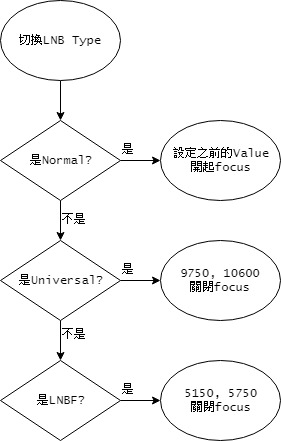 切換LNB Type
是Normal?
是
設定之前的Value
開起focus
不是
是Universal?
是
9750, 10600
關閉focus
不是
是LNBF?
是
5150, 5750
關閉focus